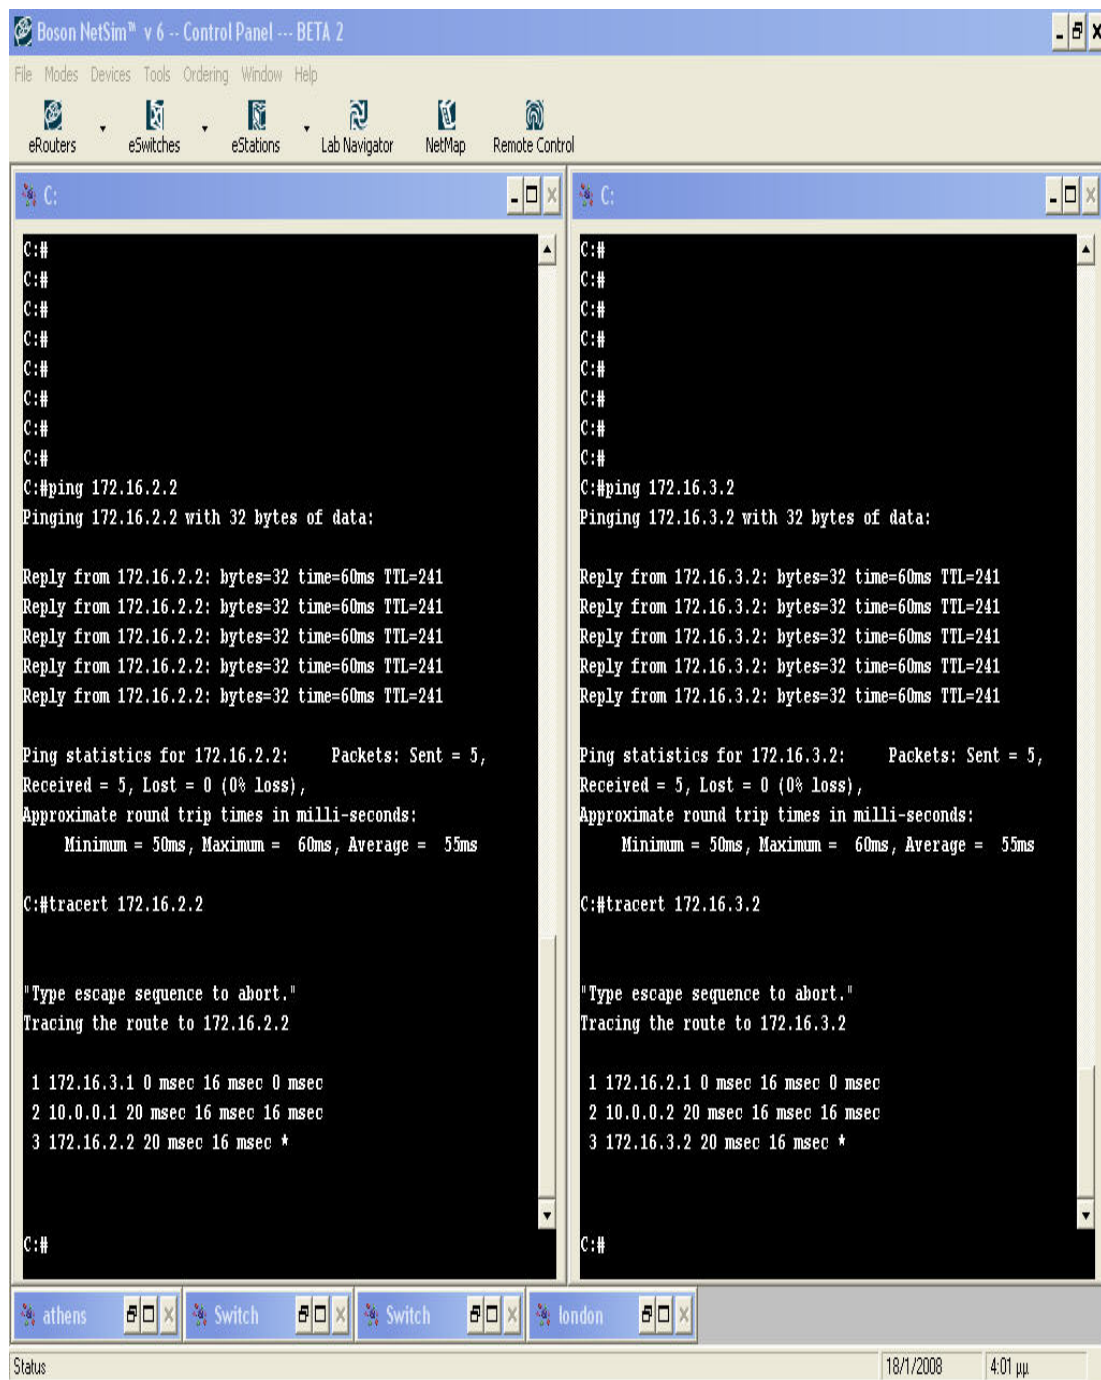 Boson NetSim™ v 6 -- Control Panel --- BETA 2
File Modes Devices Tools Ordering Window Help
eRouters eSwitches eStations Lab Navigator NetMap Remote Control
C:
C:#
C:#
C:#
C:#
C:#
C:#
C:#
C:#
C:#ping 172.16.2.2
Pinging 172.16.2.2 with 32 bytes of data:
Reply from 172.16.2.2: bytes=32 time=60ms TTL=241
Reply from 172.16.2.2: bytes=32 time=60ms TTL=241
Reply from 172.16.2.2: bytes=32 time=60ms TTL=241
Reply from 172.16.2.2: bytes=32 time=60ms TTL=241
Reply from 172.16.2.2: bytes=32 time=60ms TTL=241
Ping statistics for 172.16.2.2: Packets: Sent = 5,
Received = 5, Lost = 0 (0% loss),
Approximate round trip times in milli-seconds:
Minimum = 50ms, Maximum = 60ms, Average = 55ms
C:#tracert 172.16.2.2
"Type escape sequence to abort."
Tracing the route to 172.16.2.2
1 172.16.3.1 0 msec 16 msec 0 msec
2 10.0.0.1 20 msec 16 msec 16 msec
3 172.16.2.2 20 msec 16 msec *
C:#
C:
C:#
C:#
C:#
C:#
C:#
C:#
C:#
C:#
C:#ping 172.16.3.2
Pinging 172.16.3.2 with 32 bytes of data:
Reply from 172.16.3.2: bytes=32 time=60ms TTL=241
Reply from 172.16.3.2: bytes=32 time=60ms TTL=241
Reply from 172.16.3.2: bytes=32 time=60ms TTL=241
Reply from 172.16.3.2: bytes=32 time=60ms TTL=241
Reply from 172.16.3.2: bytes=32 time=60ms TTL=241
Ping statistics for 172.16.3.2: Packets: Sent = 5,
Received = 5, Lost = 0 (0% loss),
Approximate round trip times in milli-seconds:
Minimum = 50ms, Maximum = 60ms, Average = 55ms
C:#tracert 172.16.3.2
"Type escape sequence to abort."
Tracing the route to 172.16.3.2
1 172.16.2.1 0 msec 16 msec 0 msec
2 10.0.0.2 20 msec 16 msec 16 msec
3 172.16.3.2 20 msec 16 msec *
C:#
athens Switch Switch london
Status 18/1/2008 4:01 μμ